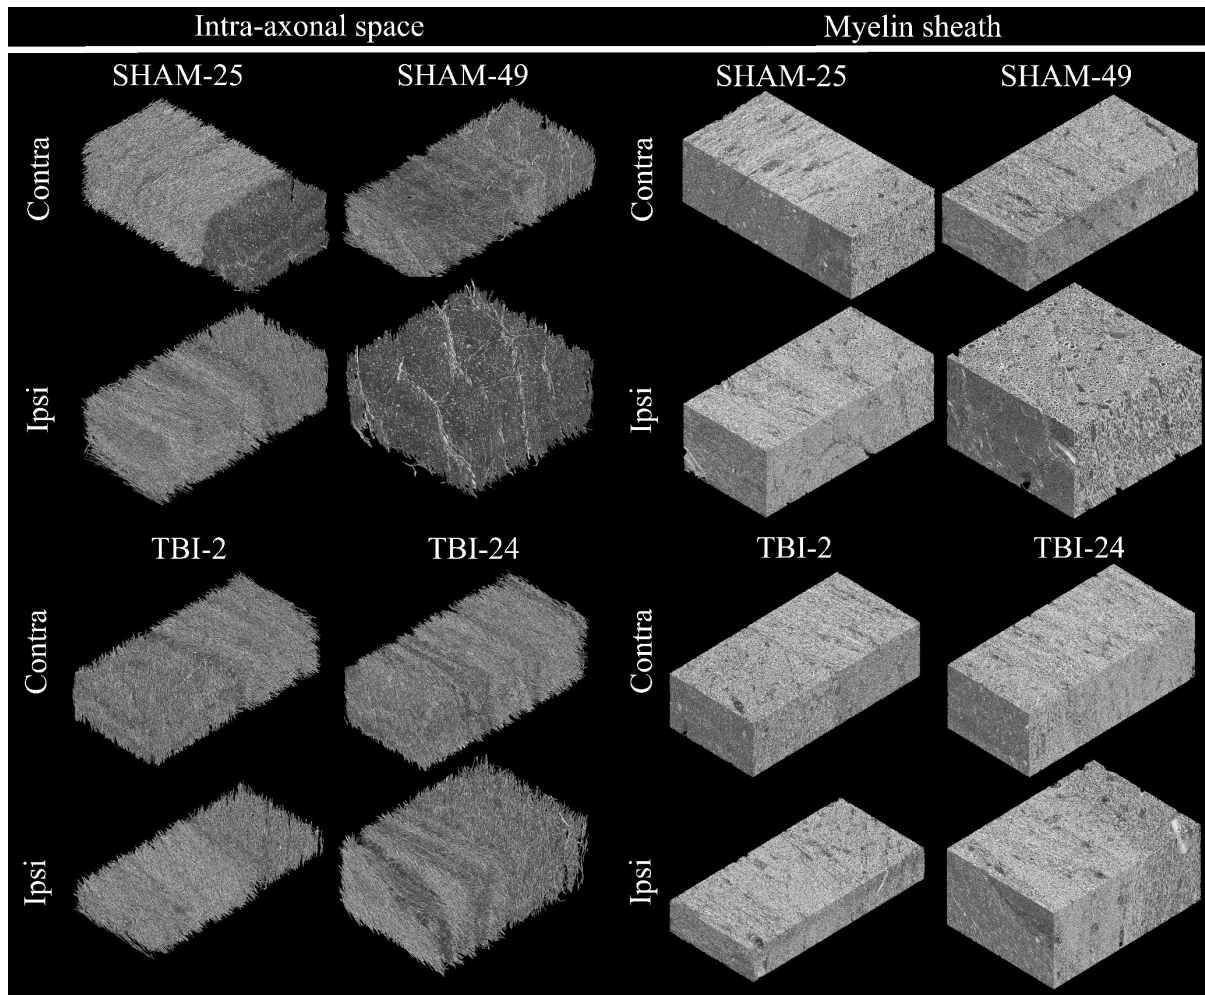 Intra-axonal space Myelin sheath
SHAM-25 SHAM-49 SHAM-25 SHAM-49
Contra Contra
Ipsi Ipsi
TBI-2 TBI-24 TBI-2 TBI-24
Contra Contra
Ipsi Ipsi